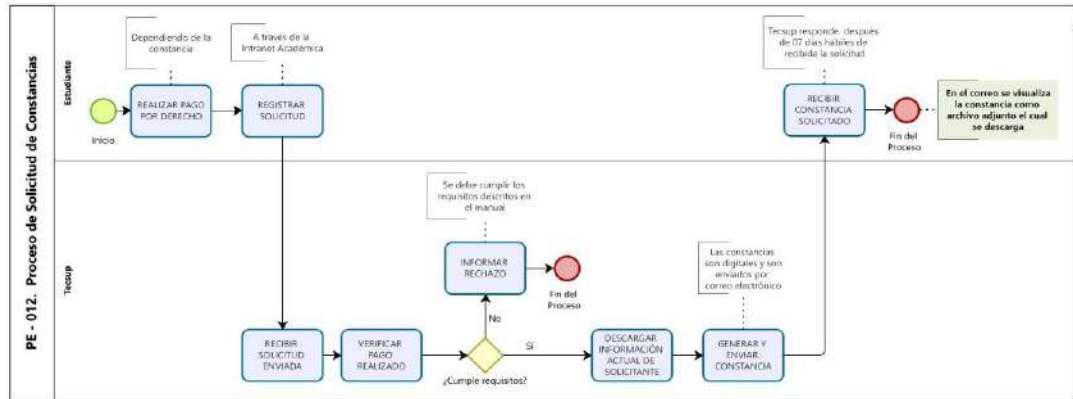 PE - 012. Proceso de Solicitud de Constancias
Estudiante
Dependiendo de la
constancia
A través de la
Intranet Académica
Inicio
REALIZAR PAGO
POR DERECHO
REGISTRAR
SOLICITUD
Tecsup responde después
de 07 días hábiles de
recibida la solicitud
RECIBIR
CONSTANCIA
SOLICITADO
Fin del
Proceso
En el correo se visualiza
la constancia como
archivo adjunto el cual
se descarga
Tecsup
Se debe cumplir los
requisitos descritos en
el manual
INFORMAR
RECHAZO
Fin del
Proceso
No
RECIBIR
SOLICITUD
ENVIADA
VERIFICAR
PAGO
REALIZADO
¿Cumple requisitos?
Sí
DESCARGAR
INFORMACIÓN
ACTUAL DE
SOLICITANTE
Las constancias
son digitales y son
enviados por
correo electrónico
GENERAR Y
ENVIAR
CONSTANCIA